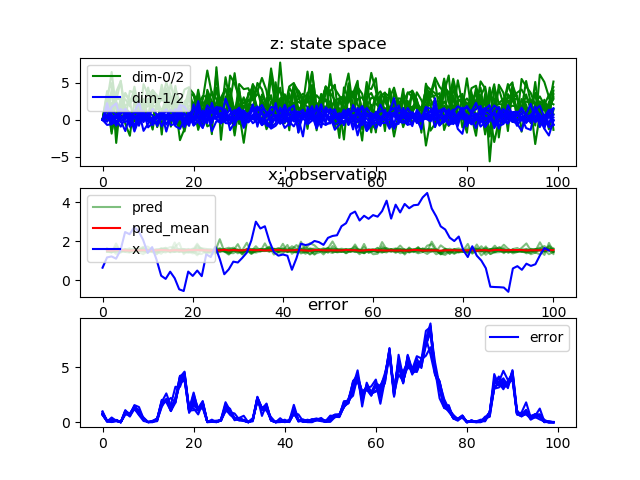 z: state space
dim-0/2
dim-1/2
5
0
−5
0 20 40 60 80 100
x: observation
pred
pred_mean
x
4
2
0
0 20 40 60 80 100
error
error
5
0
0 20 40 60 80 100